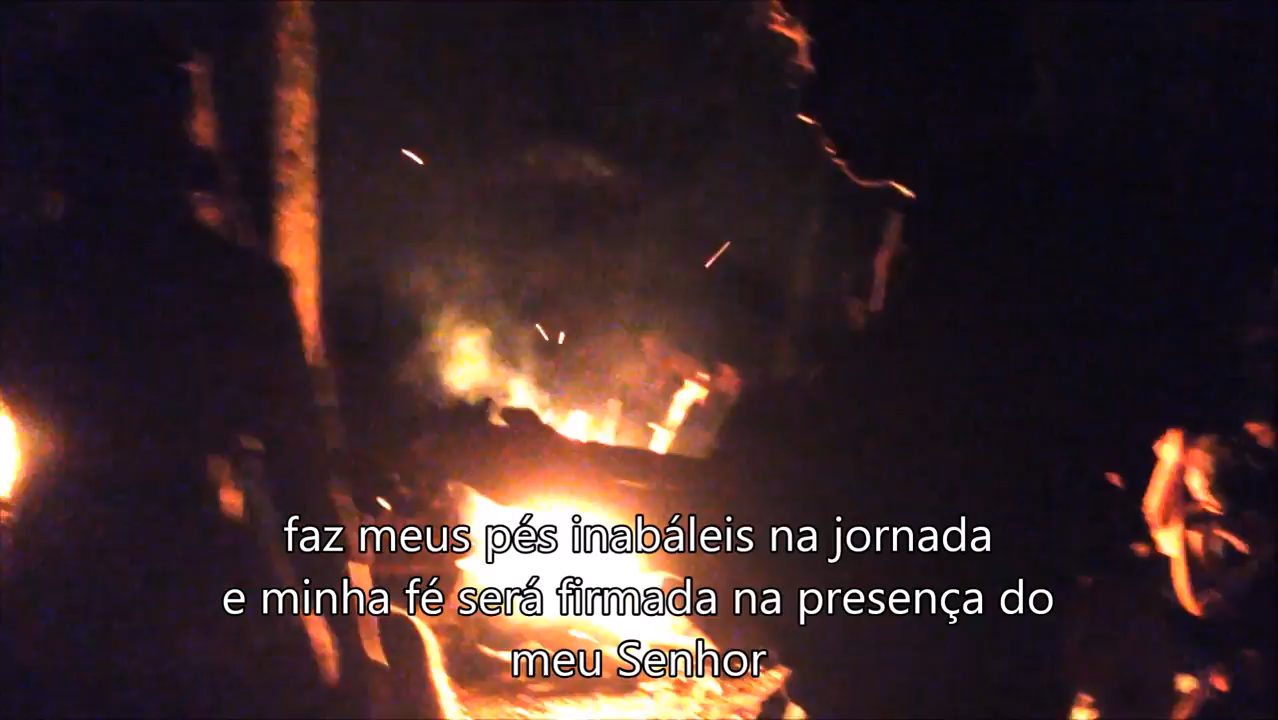 faz meus pés inabáleis na jornada
e minha fé será firmada na presença do
meu Senhor